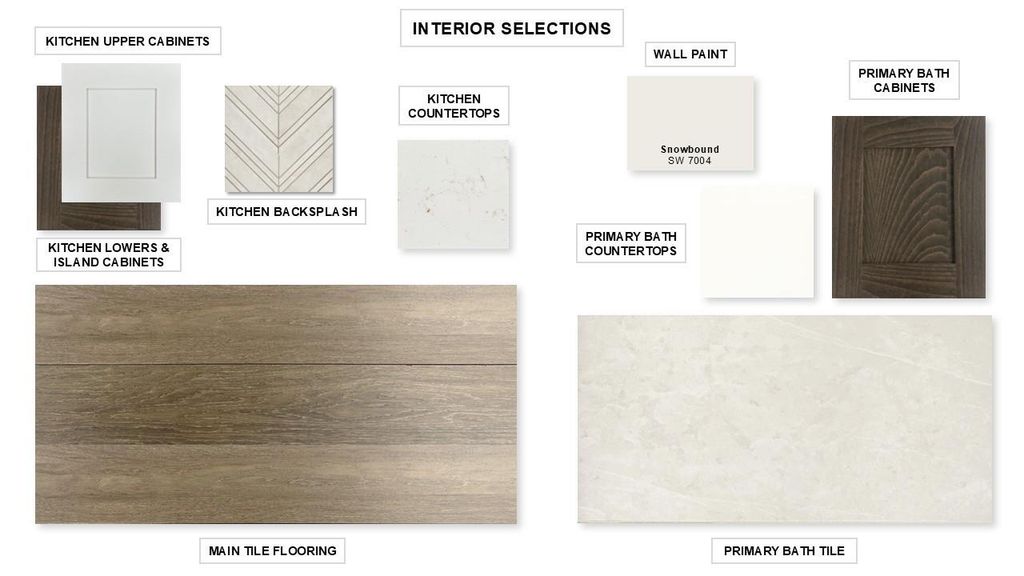 INTERIOR SELECTIONS
KITCHEN UPPER CABINETS
KITCHEN LOWERS &
ISLAND CABINETS
KITCHEN BACKSPLASH
KITCHEN
COUNTERTOPS
WALL PAINT
Snowbound
SW 7004
PRIMARY BATH
CABINETS
PRIMARY BATH
COUNTERTOPS
MAIN TILE FLOORING
PRIMARY BATH TILE